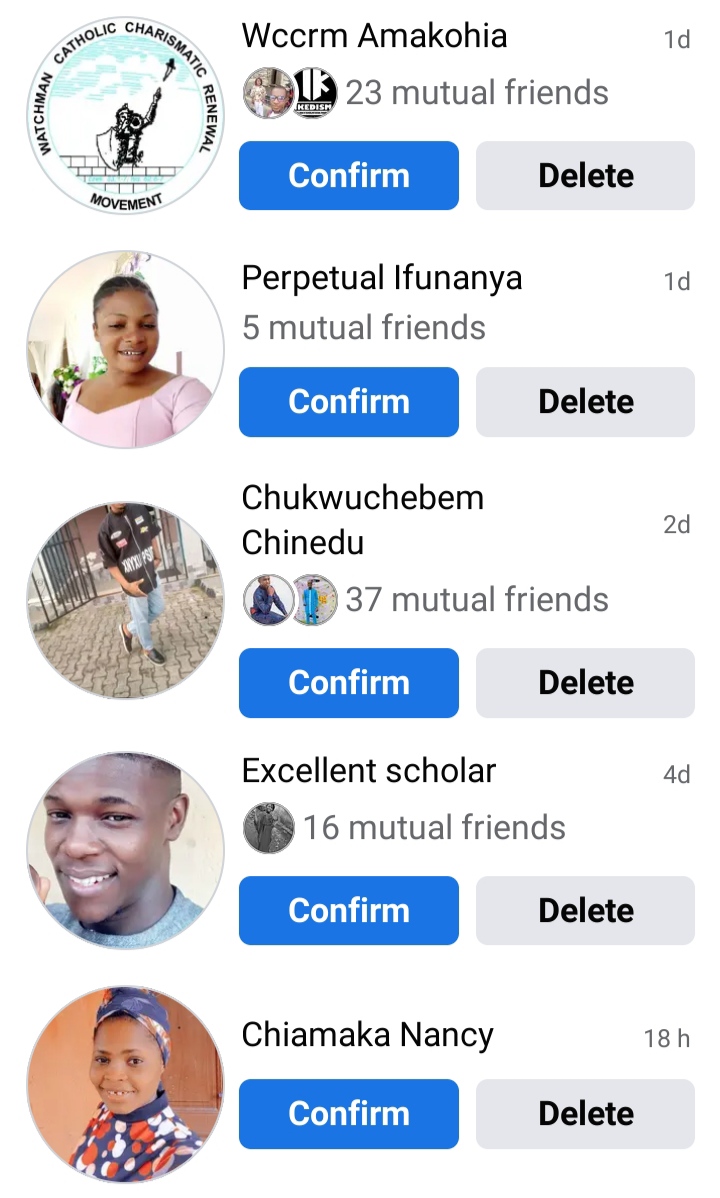 WATCHMAN CATHOLIC CHARISMATIC RENEWAL
MOVEMENT
Wccrm Amakohia
1d
KEDISM
23 mutual friends
Confirm
Delete
Perpetual Ifunanya
1d
5 mutual friends
Confirm
Delete
Chukwuchebem
Chinedu
2d
37 mutual friends
Confirm
Delete
Excellent scholar
4d
16 mutual friends
Confirm
Delete
Chiamaka Nancy
18 h
Confirm
Delete